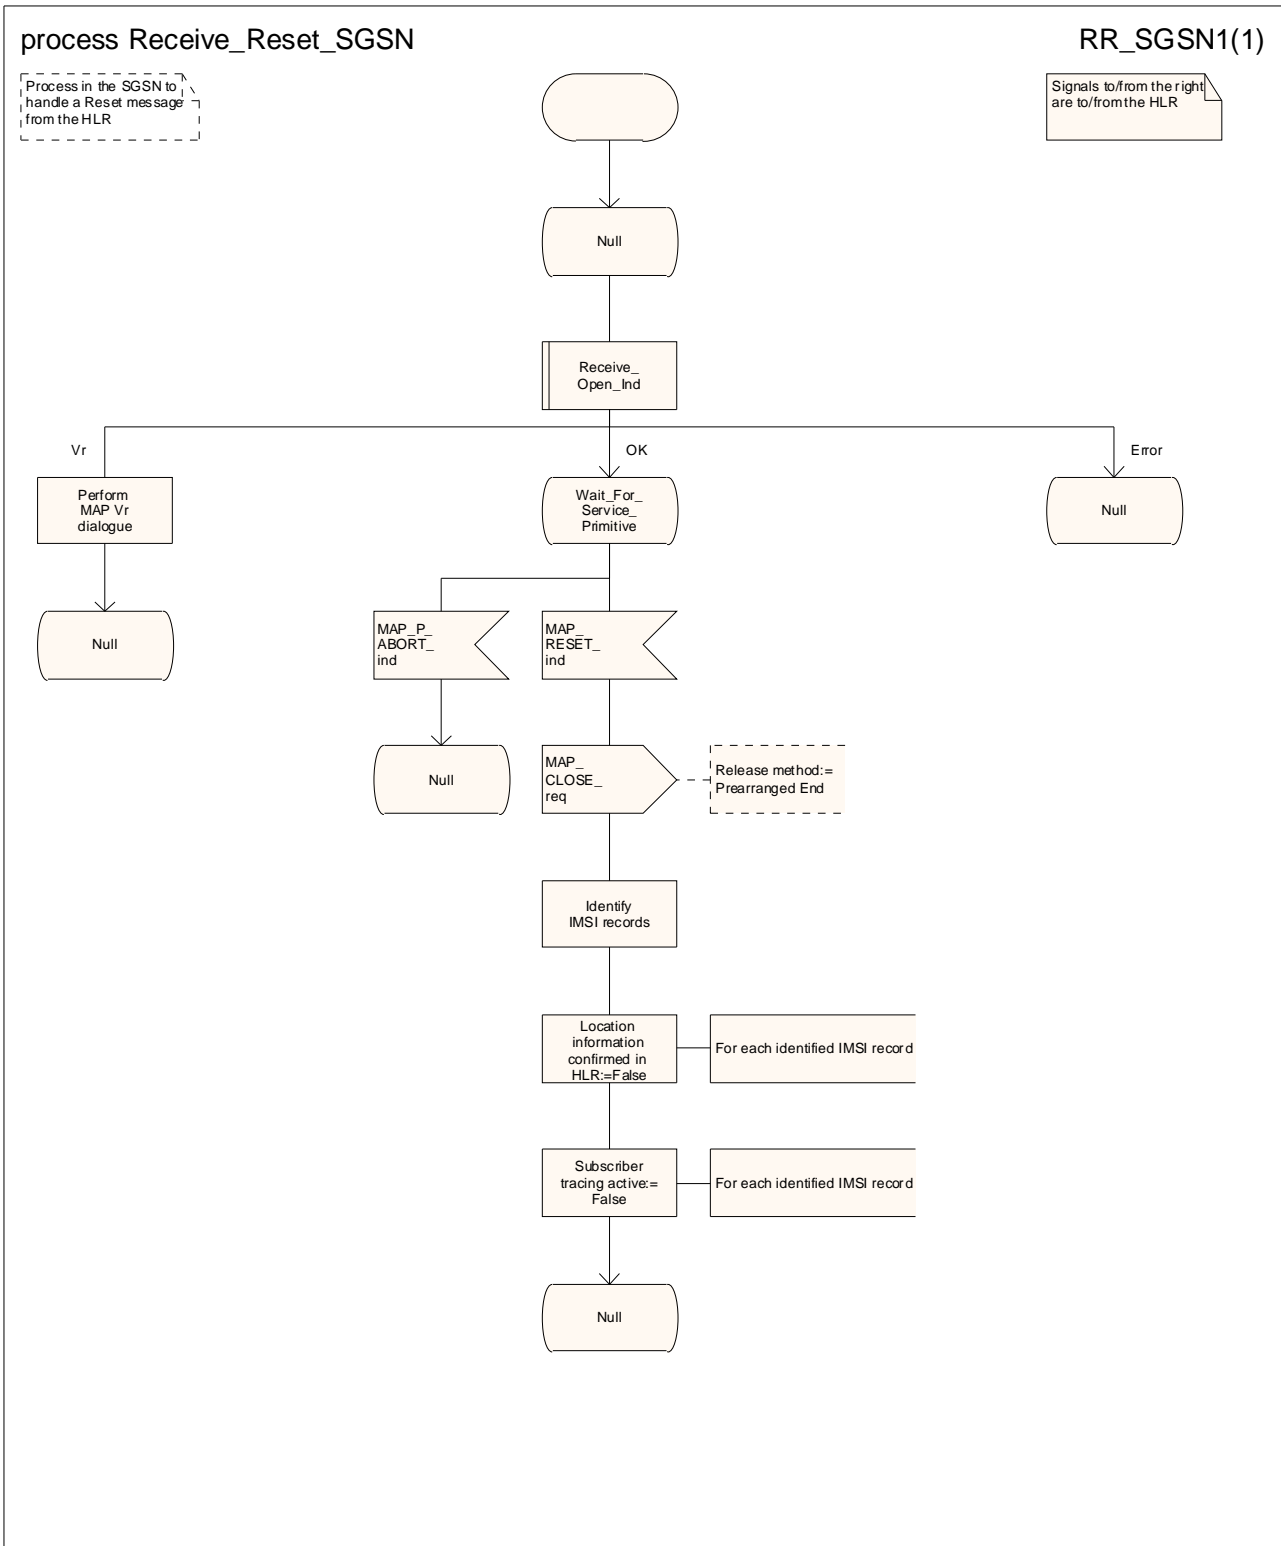 process Receive_Reset_SGSN
RR_SGSN1(1)
Process in the SGSN to
handle a Reset message
from the HLR
Signals to/from the right
are to/from the HLR
Null
Receive_
Open_Ind
Vr
OK
Error
Perform
MAP Vr
dialogue
Wait_For_
Service_
Primitive
Null
Null
MAP_P_
ABORT_
ind
MAP_
RESET_
ind
Null
MAP_
CLOSE_
req
Release method:=
Prearranged End
Identify
IMSI records
Location
information
confirmed in
HLR:=False
For each identified IMSI record
Subscriber
tracing active:=
False
For each identified IMSI record
Null